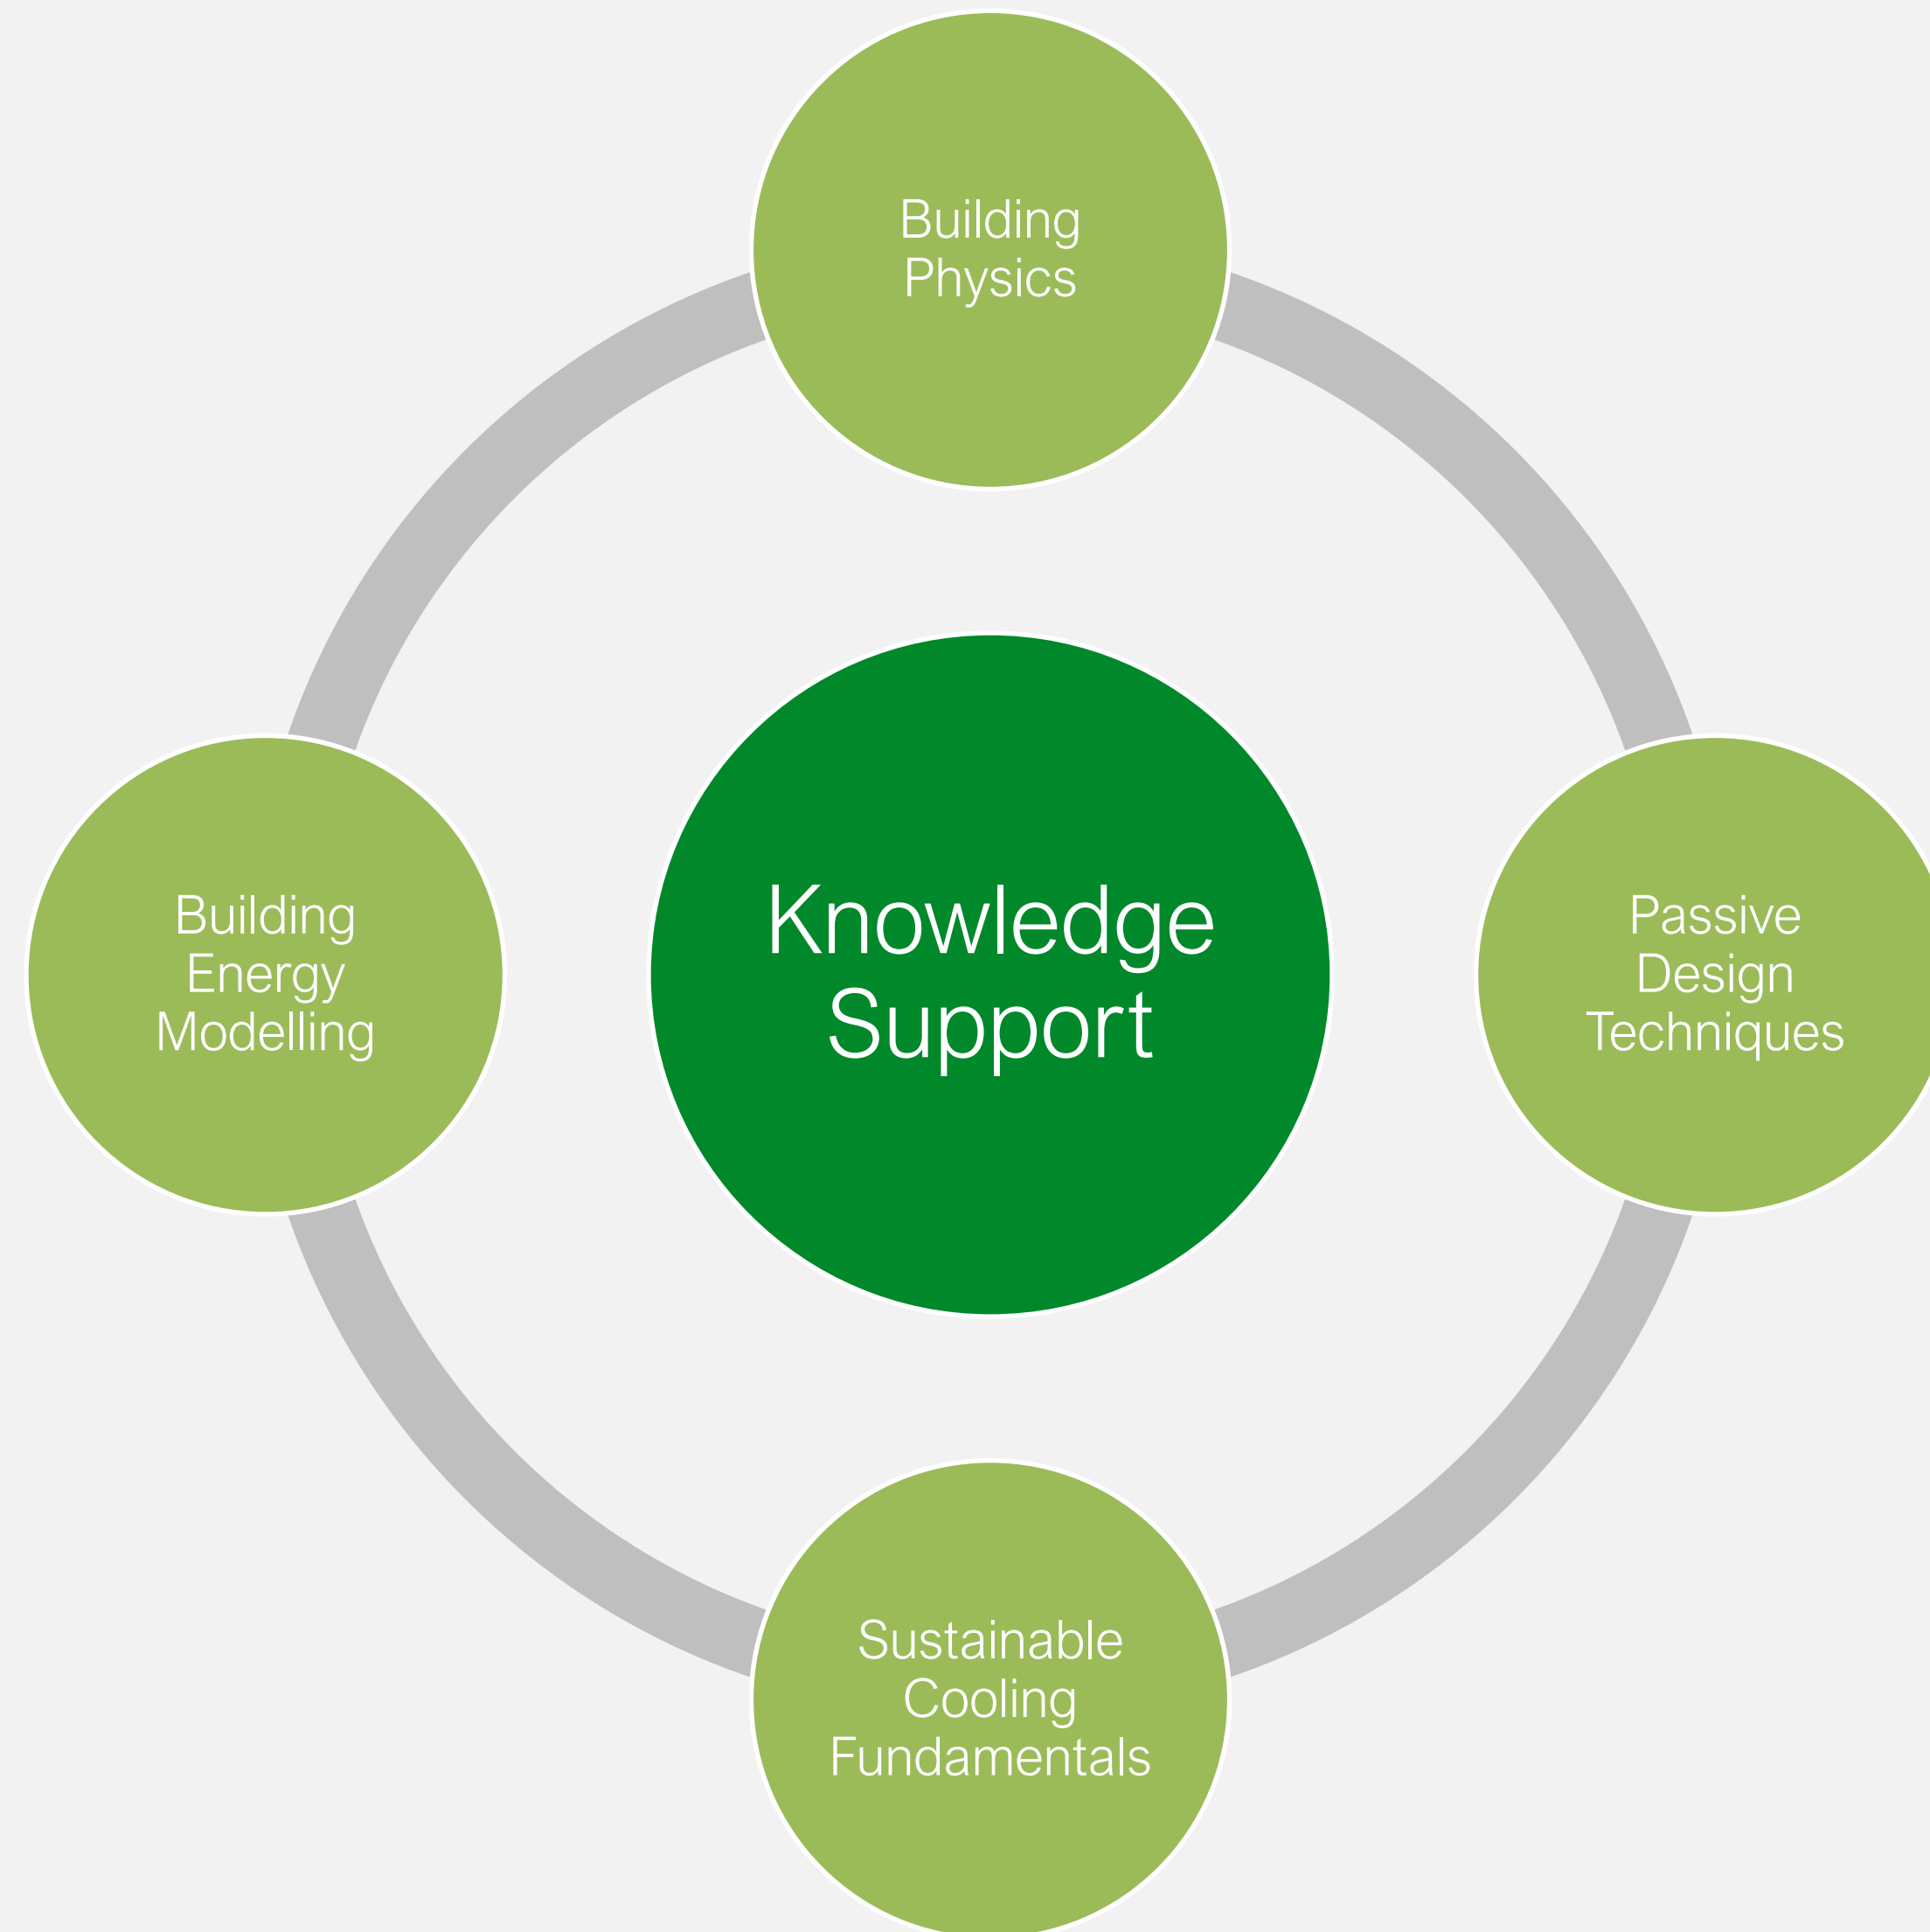 Building
Physics
Building
Energy
Modelling
Knowledge
Support
Passive
Design
Techniques
Sustainable
Cooling
Fundamentals